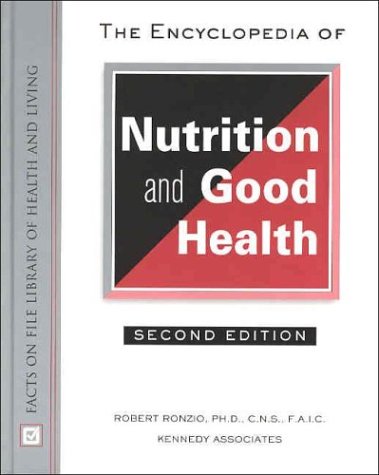 THE ENCYCLOPEDIA OF
Nutrition
and Good
Health
SECOND EDITION
ROBERT RONZIO, PH.D., C.N.S., F.A.I.C.
KENNEDY ASSOCIATES
FACTS ON FILE LIBRARY OF HEALTH AND LIVING